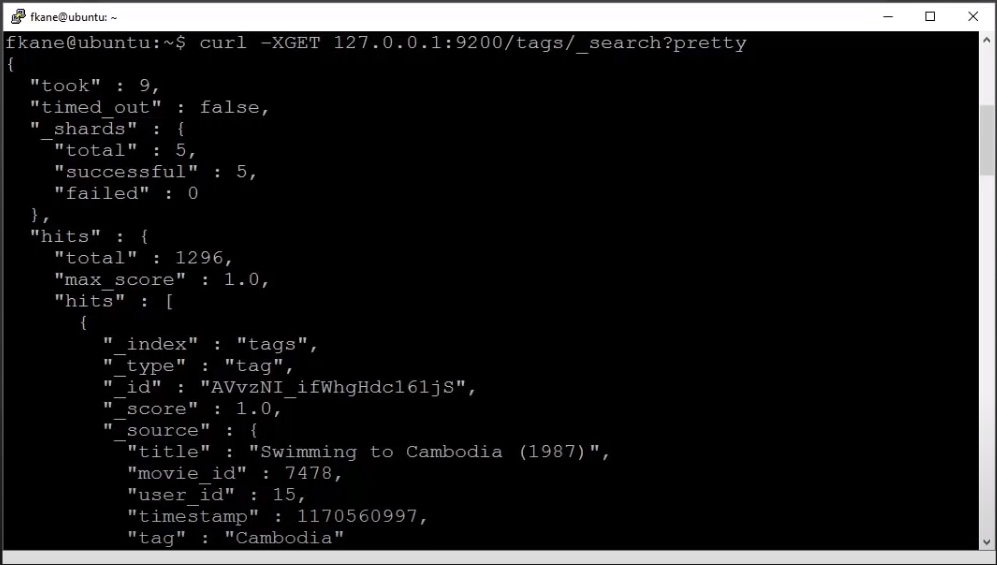 fkane@ubuntu: ~
fkane@ubuntu:~$ curl -XGET 127.0.0.1:9200/tags/_search?pretty
{
  "took" : 9,
  "timed_out" : false,
  "_shards" : {
    "total" : 5,
    "successful" : 5,
    "failed" : 0
  },
  "hits" : {
    "total" : 1296,
    "max_score" : 1.0,
    "hits" : [
      {
        "_index" : "tags",
        "_type" : "tag",
        "_id" : "AVvzNI_ifWhgHdc161jS",
        "_score" : 1.0,
        "_source" : {
          "title" : "Swimming to Cambodia (1987)",
          "movie_id" : 7478,
          "user_id" : 15,
          "timestamp" : 1170560997,
          "tag" : "Cambodia"